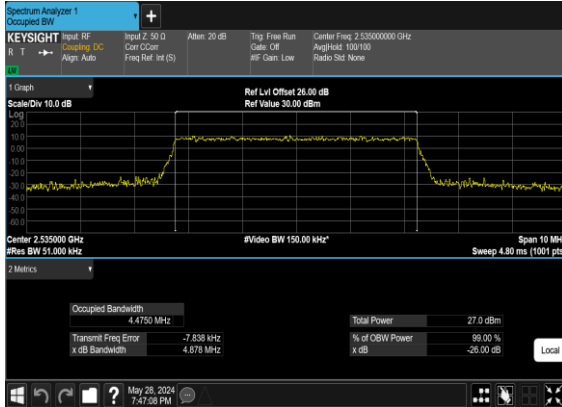 Spectrum Analyzer 1
Occupied BW
KEYSIGHT
R T
Input: RF
Coupling: DC
Align: Auto
Input Z: 50 Ω
Corr CCorr
Freq Ref: Int (S)
Atten: 20 dB
Trig: Free Run
Gate: Off
#IF Gain: Low
Center Freq: 2.535000000 GHz
Avg|Hold: 100/100
Radio Std: None
1 Graph
Scale/Div 10.0 dB
Ref Lvl Offset 26.00 dB
Ref Value 30.00 dBm
Log
20.0
10.0
0.00
-10.0
-20.0
-30.0
-40.0
-50.0
-60.0
Center 2.535000 GHz
#Res BW 51.000 kHz
#Video BW 150.00 kHz*
Span 10 MH
Sweep 4.80 ms (1001 pts
2 Metrics
Occupied Bandwidth
4.4750 MHz
Transmit Freq Error -7.838 kHz
x dB Bandwidth 4.878 MHz
Total Power 27.0 dBm
% of OBW Power 99.00 %
x dB -26.00 dB
Local
May 28, 2024
7:47:08 PM